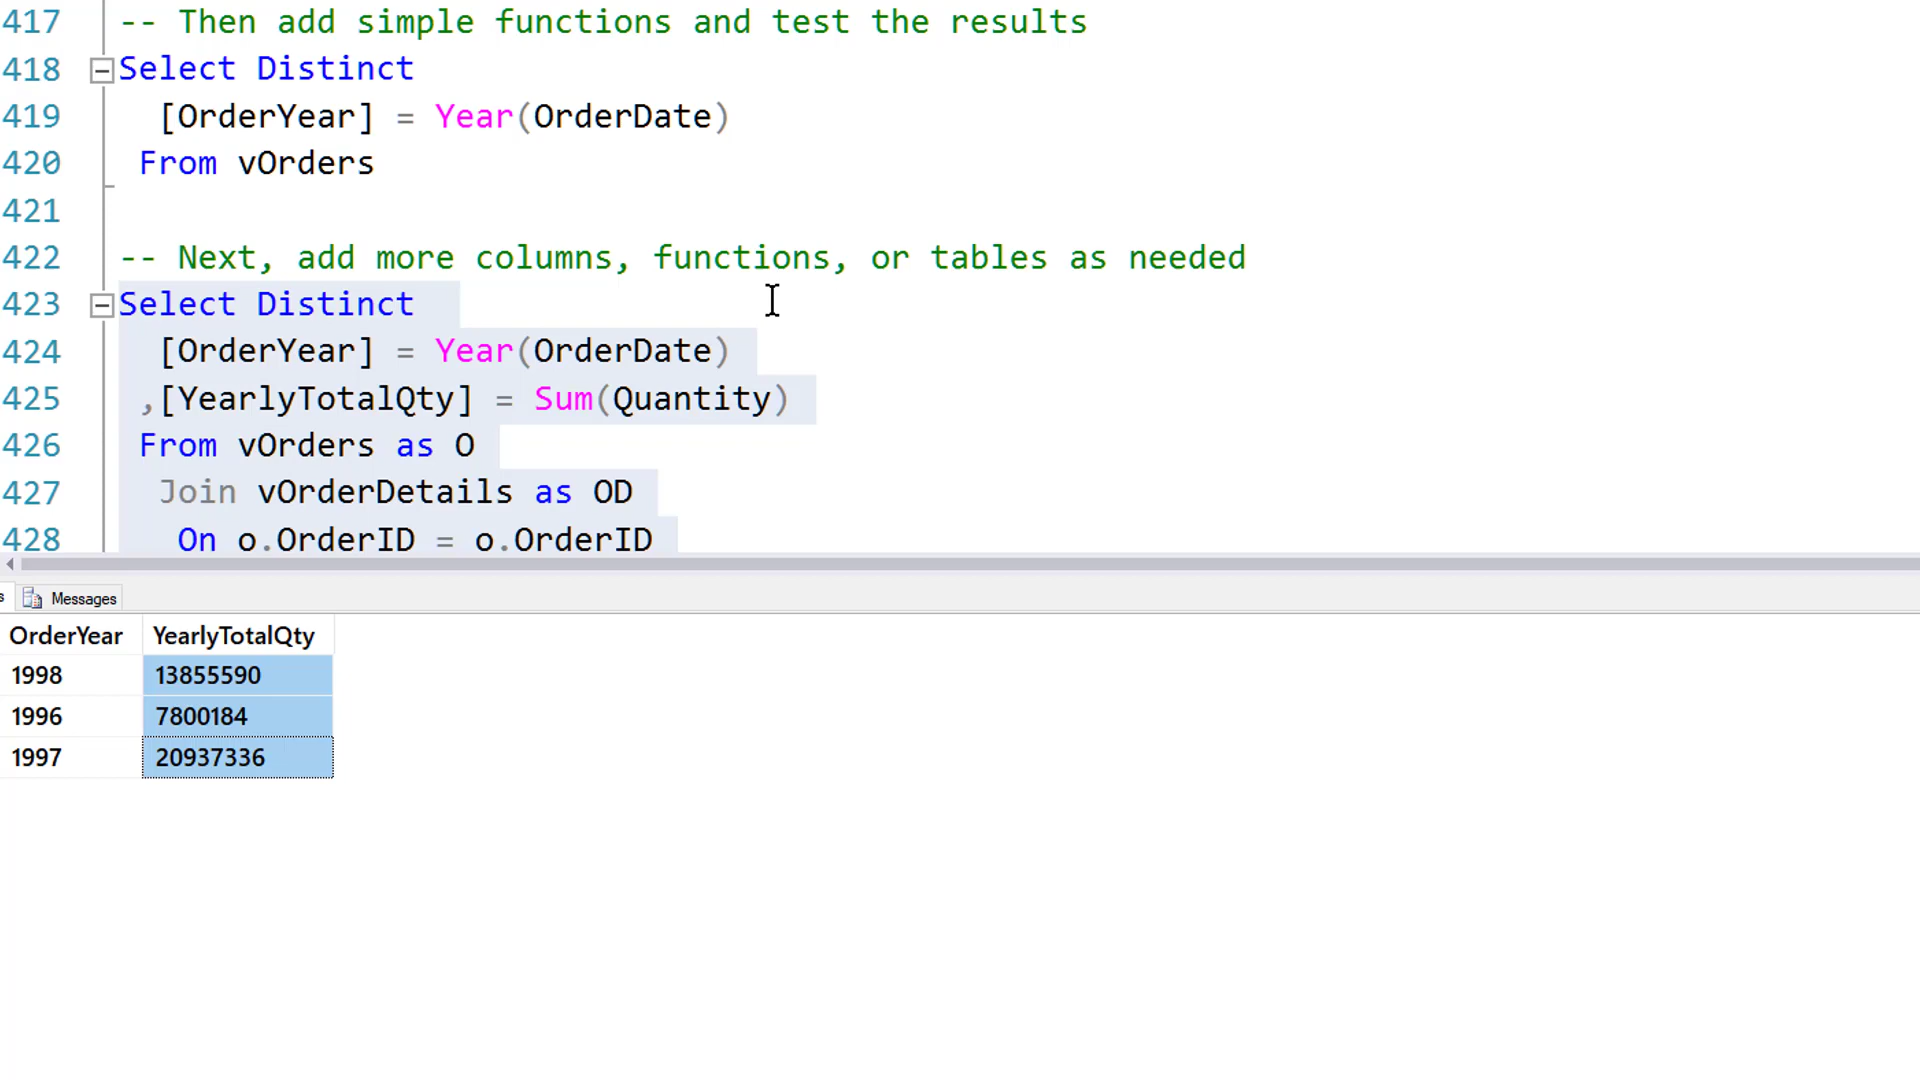 417 -- Then add simple functions and test the results
418 Select Distinct
419 [OrderYear] = Year(OrderDate)
420 From vOrders
421
422 -- Next, add more columns, functions, or tables as needed
423 Select Distinct
424 [OrderYear] = Year(OrderDate)
425 ,[YearlyTotalQty] = Sum(Quantity)
426 From vOrders as O
427 Join vOrderDetails as OD
428 On o.OrderID = o.OrderID
s Messages
OrderYear YearlyTotalQty
1998 13855590
1996 7800184
1997 20937336